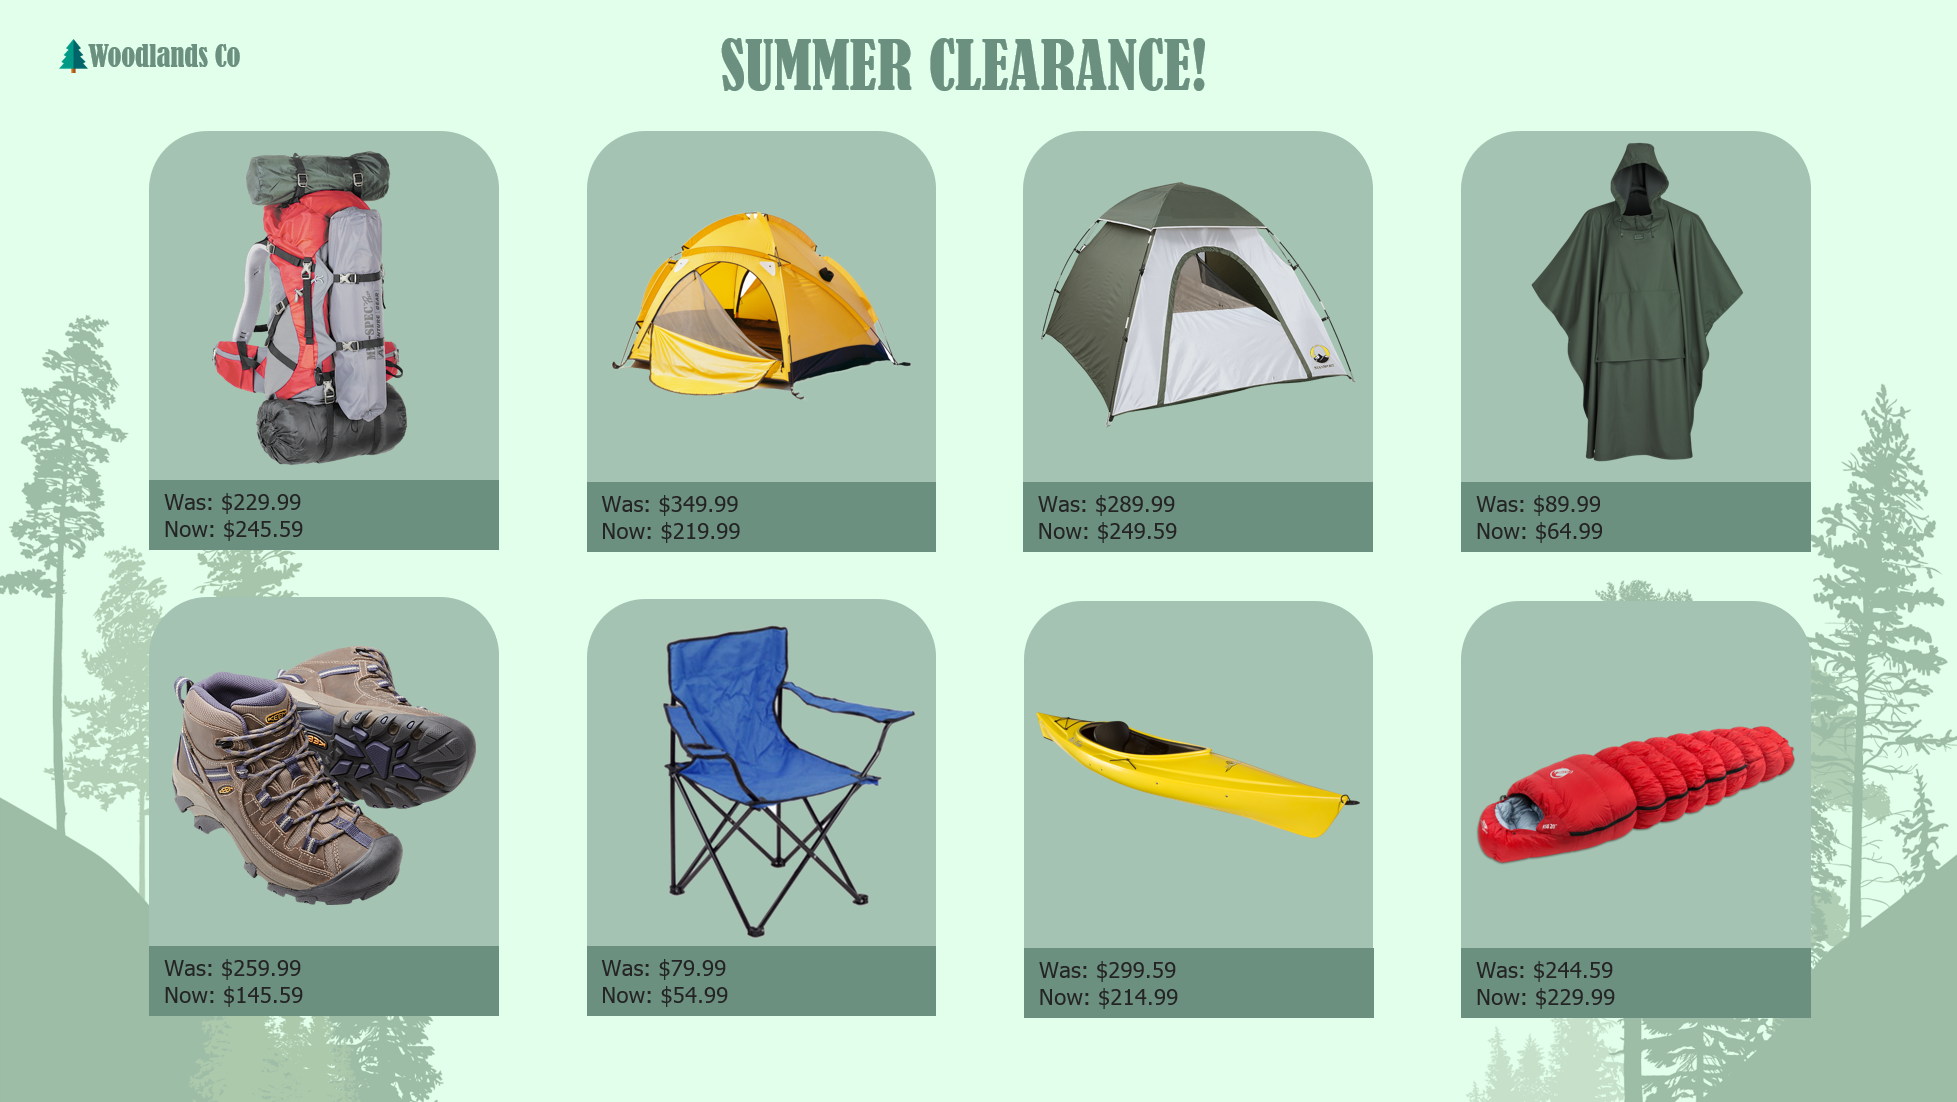 Woodlands Co
SUMMER CLEARANCE!
Was: $229.99
Now: $245.59
Was: $349.99
Now: $219.99
Was: $289.99
Now: $249.59
Was: $89.99
Now: $64.99
KEEN
Was: $259.99
Now: $145.59
Was: $79.99
Now: $54.99
Was: $299.59
Now: $214.99
Was: $244.59
Now: $229.99